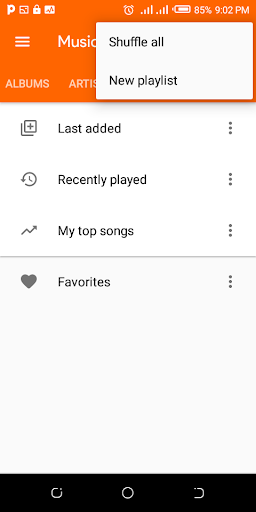 85% 9:02 PM
Music
Shuffle all
New playlist
ALBUMS
ARTIS
Last added
Recently played
My top songs
Favorites